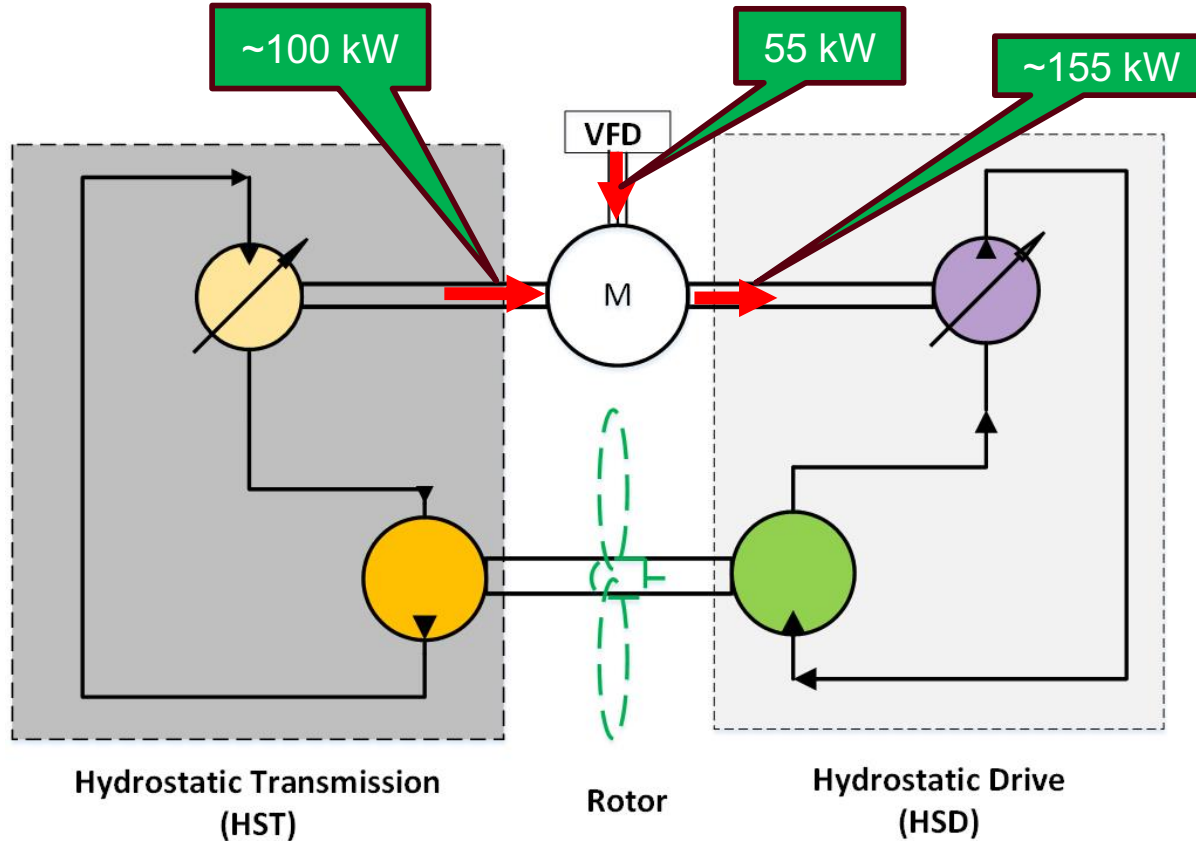 ~100 kW
55 kW
~155 kW
VFD
M
Hydrostatic Transmission
(HST)
Rotor
Hydrostatic Drive
(HSD)